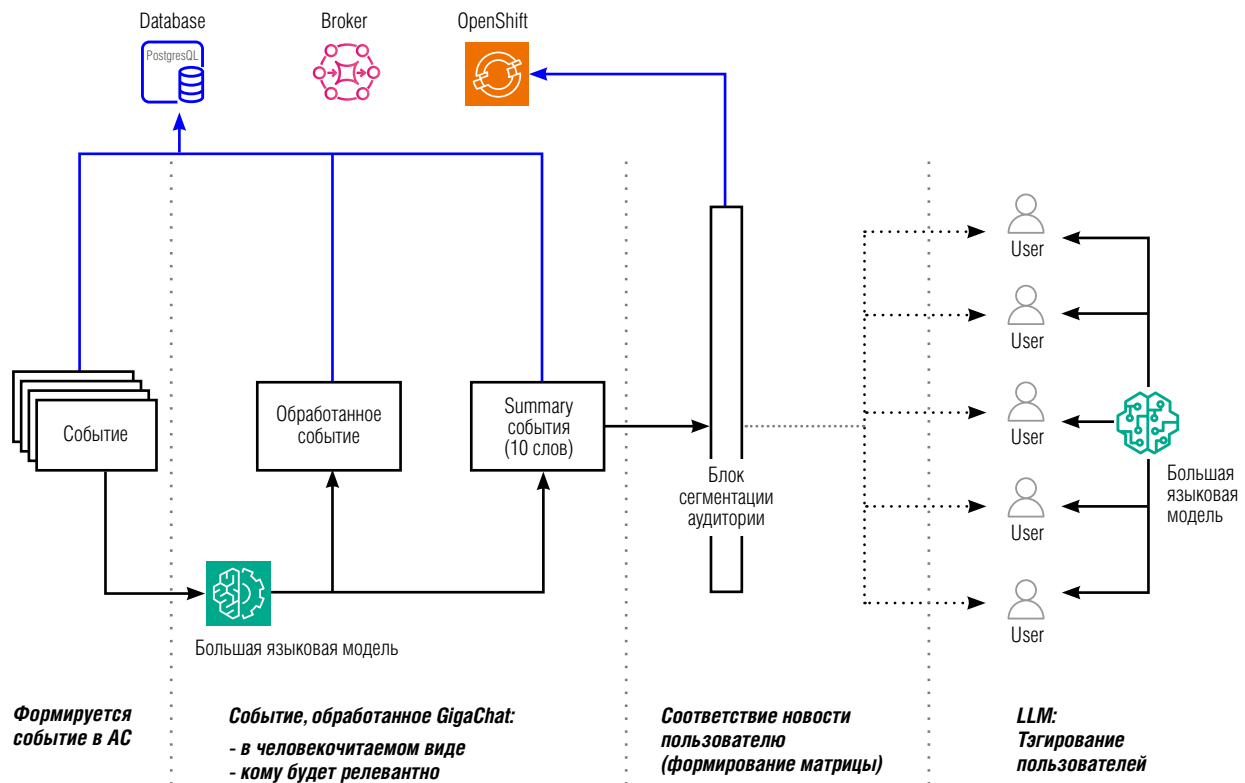 Database
Broker
OpenShift
PostgresQL
User
User
User
User
User
Событие
Обработанное
событие
Summary
события
(10 слов)
Блок
сегментации
аудитории
Большая
языковая
модель
Большая языковая модель
Формируется
событие в АС
Событие, обработанное GigaChat:
- в человекочитаемом виде
- кому будет релевантно
Соответствие новости
пользователю
(формирование матрицы)
LLM:
Тэгирование
пользователей